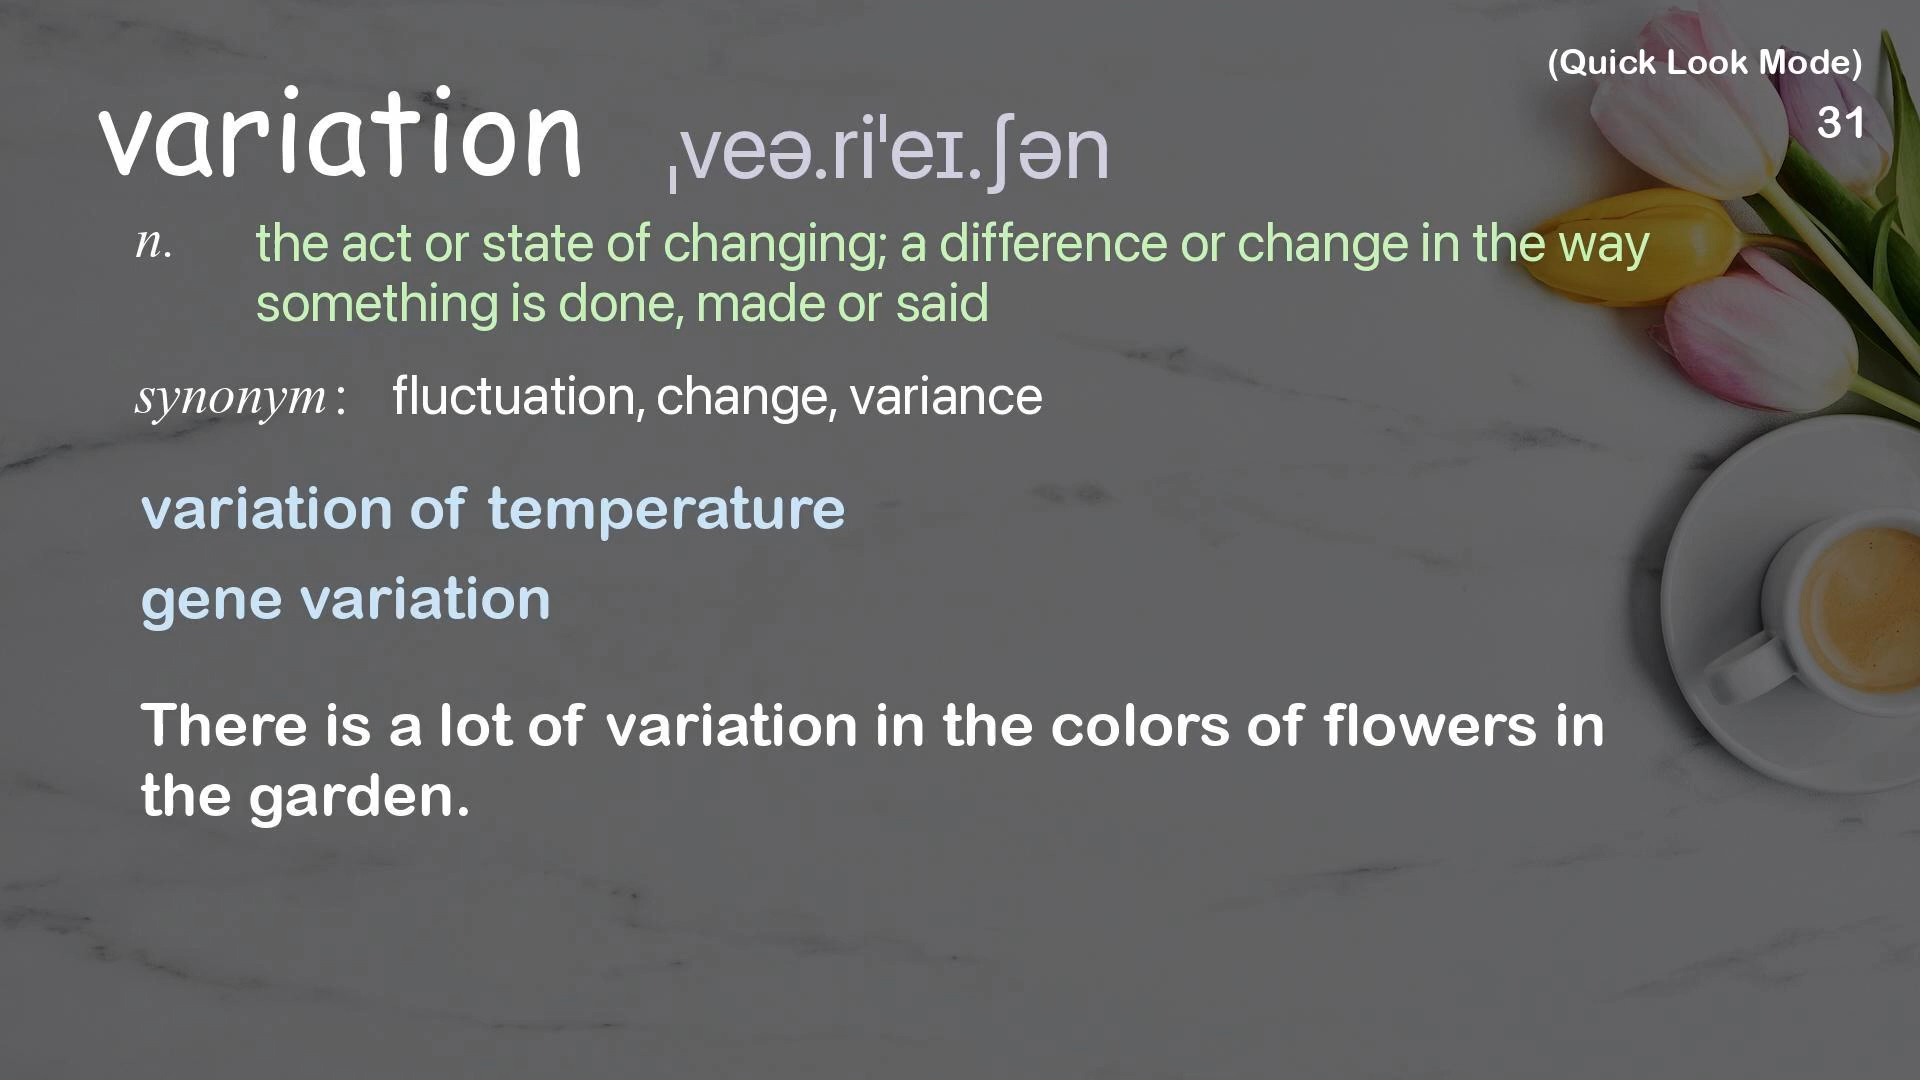 (Quick Look Mode)
31
variation ˌveə.riˈeɪ.ʃən
n. the act or state of changing; a difference or change in the way
something is done, made or said
synonym : fluctuation, change, variance
variation of temperature
gene variation
There is a lot of variation in the colors of flowers in
the garden.